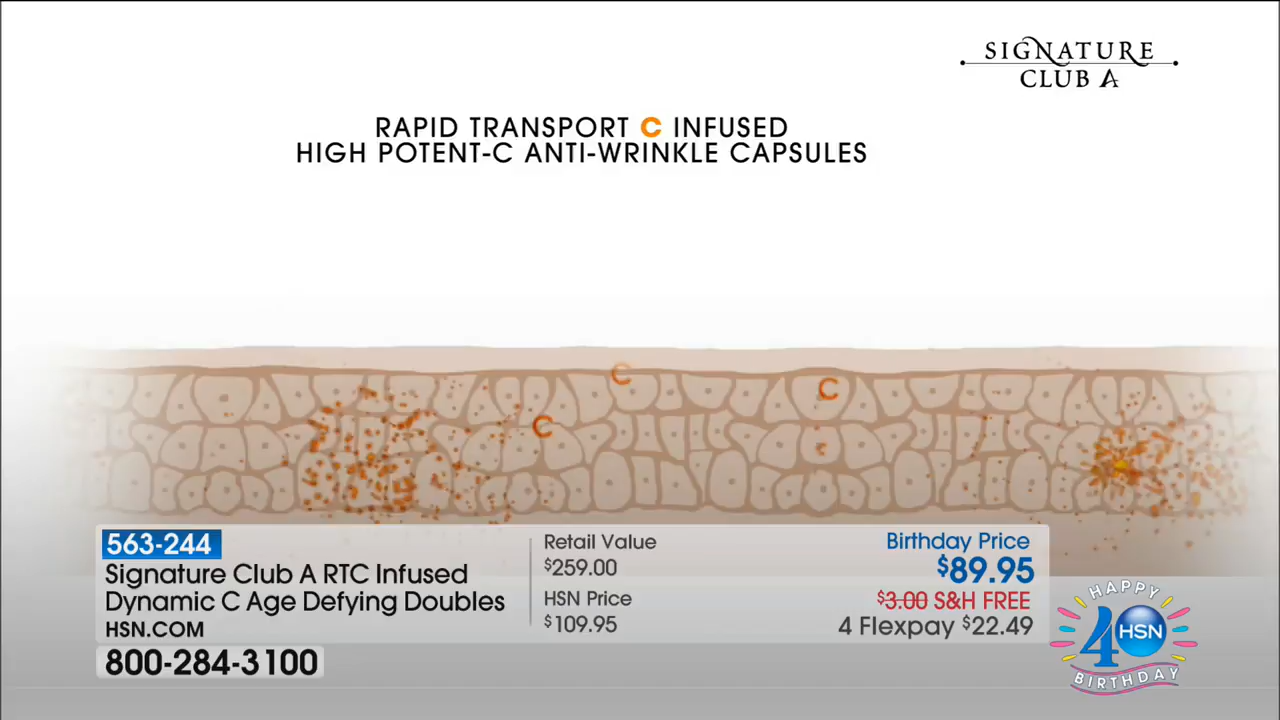 SIGNATURE
CLUB A
RAPID TRANSPORT C INFUSED
HIGH POTENT-C ANTI-WRINKLE CAPSULES
C
C
C
C
563-244
Signature Club A RTC Infused
Dynamic C Age Defying Doubles
HSN.COM
800-284-3100
Retail Value
$259.00
HSN Price
$109.95
Birthday Price
$89.95
$3.00 S&H FREE
4 Flexpay $22.49
HAPPY
40 HSN
BIRTHDAY